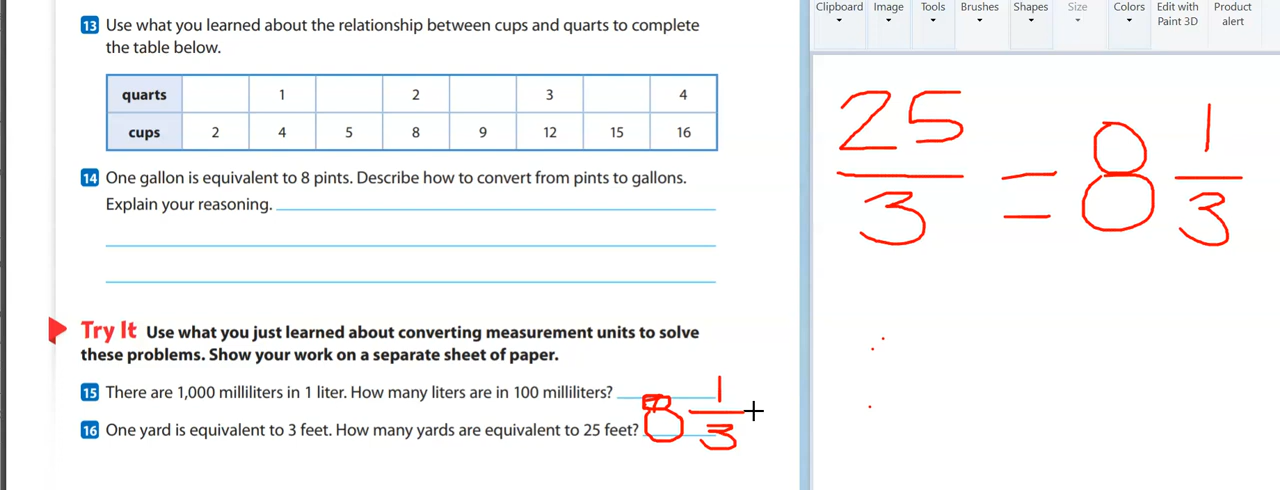 13 Use what you learned about the relationship between cups and quarts to complete
the table below.
quarts 1 2 3 4
cups 2 4 5 8 9 12 15 16
14 One gallon is equivalent to 8 pints. Describe how to convert from pints to gallons.
Explain your reasoning.
Try It Use what you just learned about converting measurement units to solve
these problems. Show your work on a separate sheet of paper.
15 There are 1,000 milliliters in 1 liter. How many liters are in 100 milliliters?
16 One yard is equivalent to 3 feet. How many yards are equivalent to 25 feet? 8 1/3
Clipboard Image Tools Brushes Shapes Size Colors Edit with Paint 3D Product alert
25/3 = 8 1/3